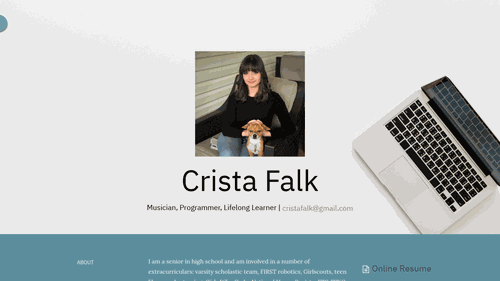 Crista Falk
Musician, Programmer, Lifelong Learner | cristafalk@gmail.com
ABOUT
I am a senior in high school and am involved in a number of
extracurriculars: varsity scholastic team, FIRST robotics, Girlscouts, teen
Online Resume